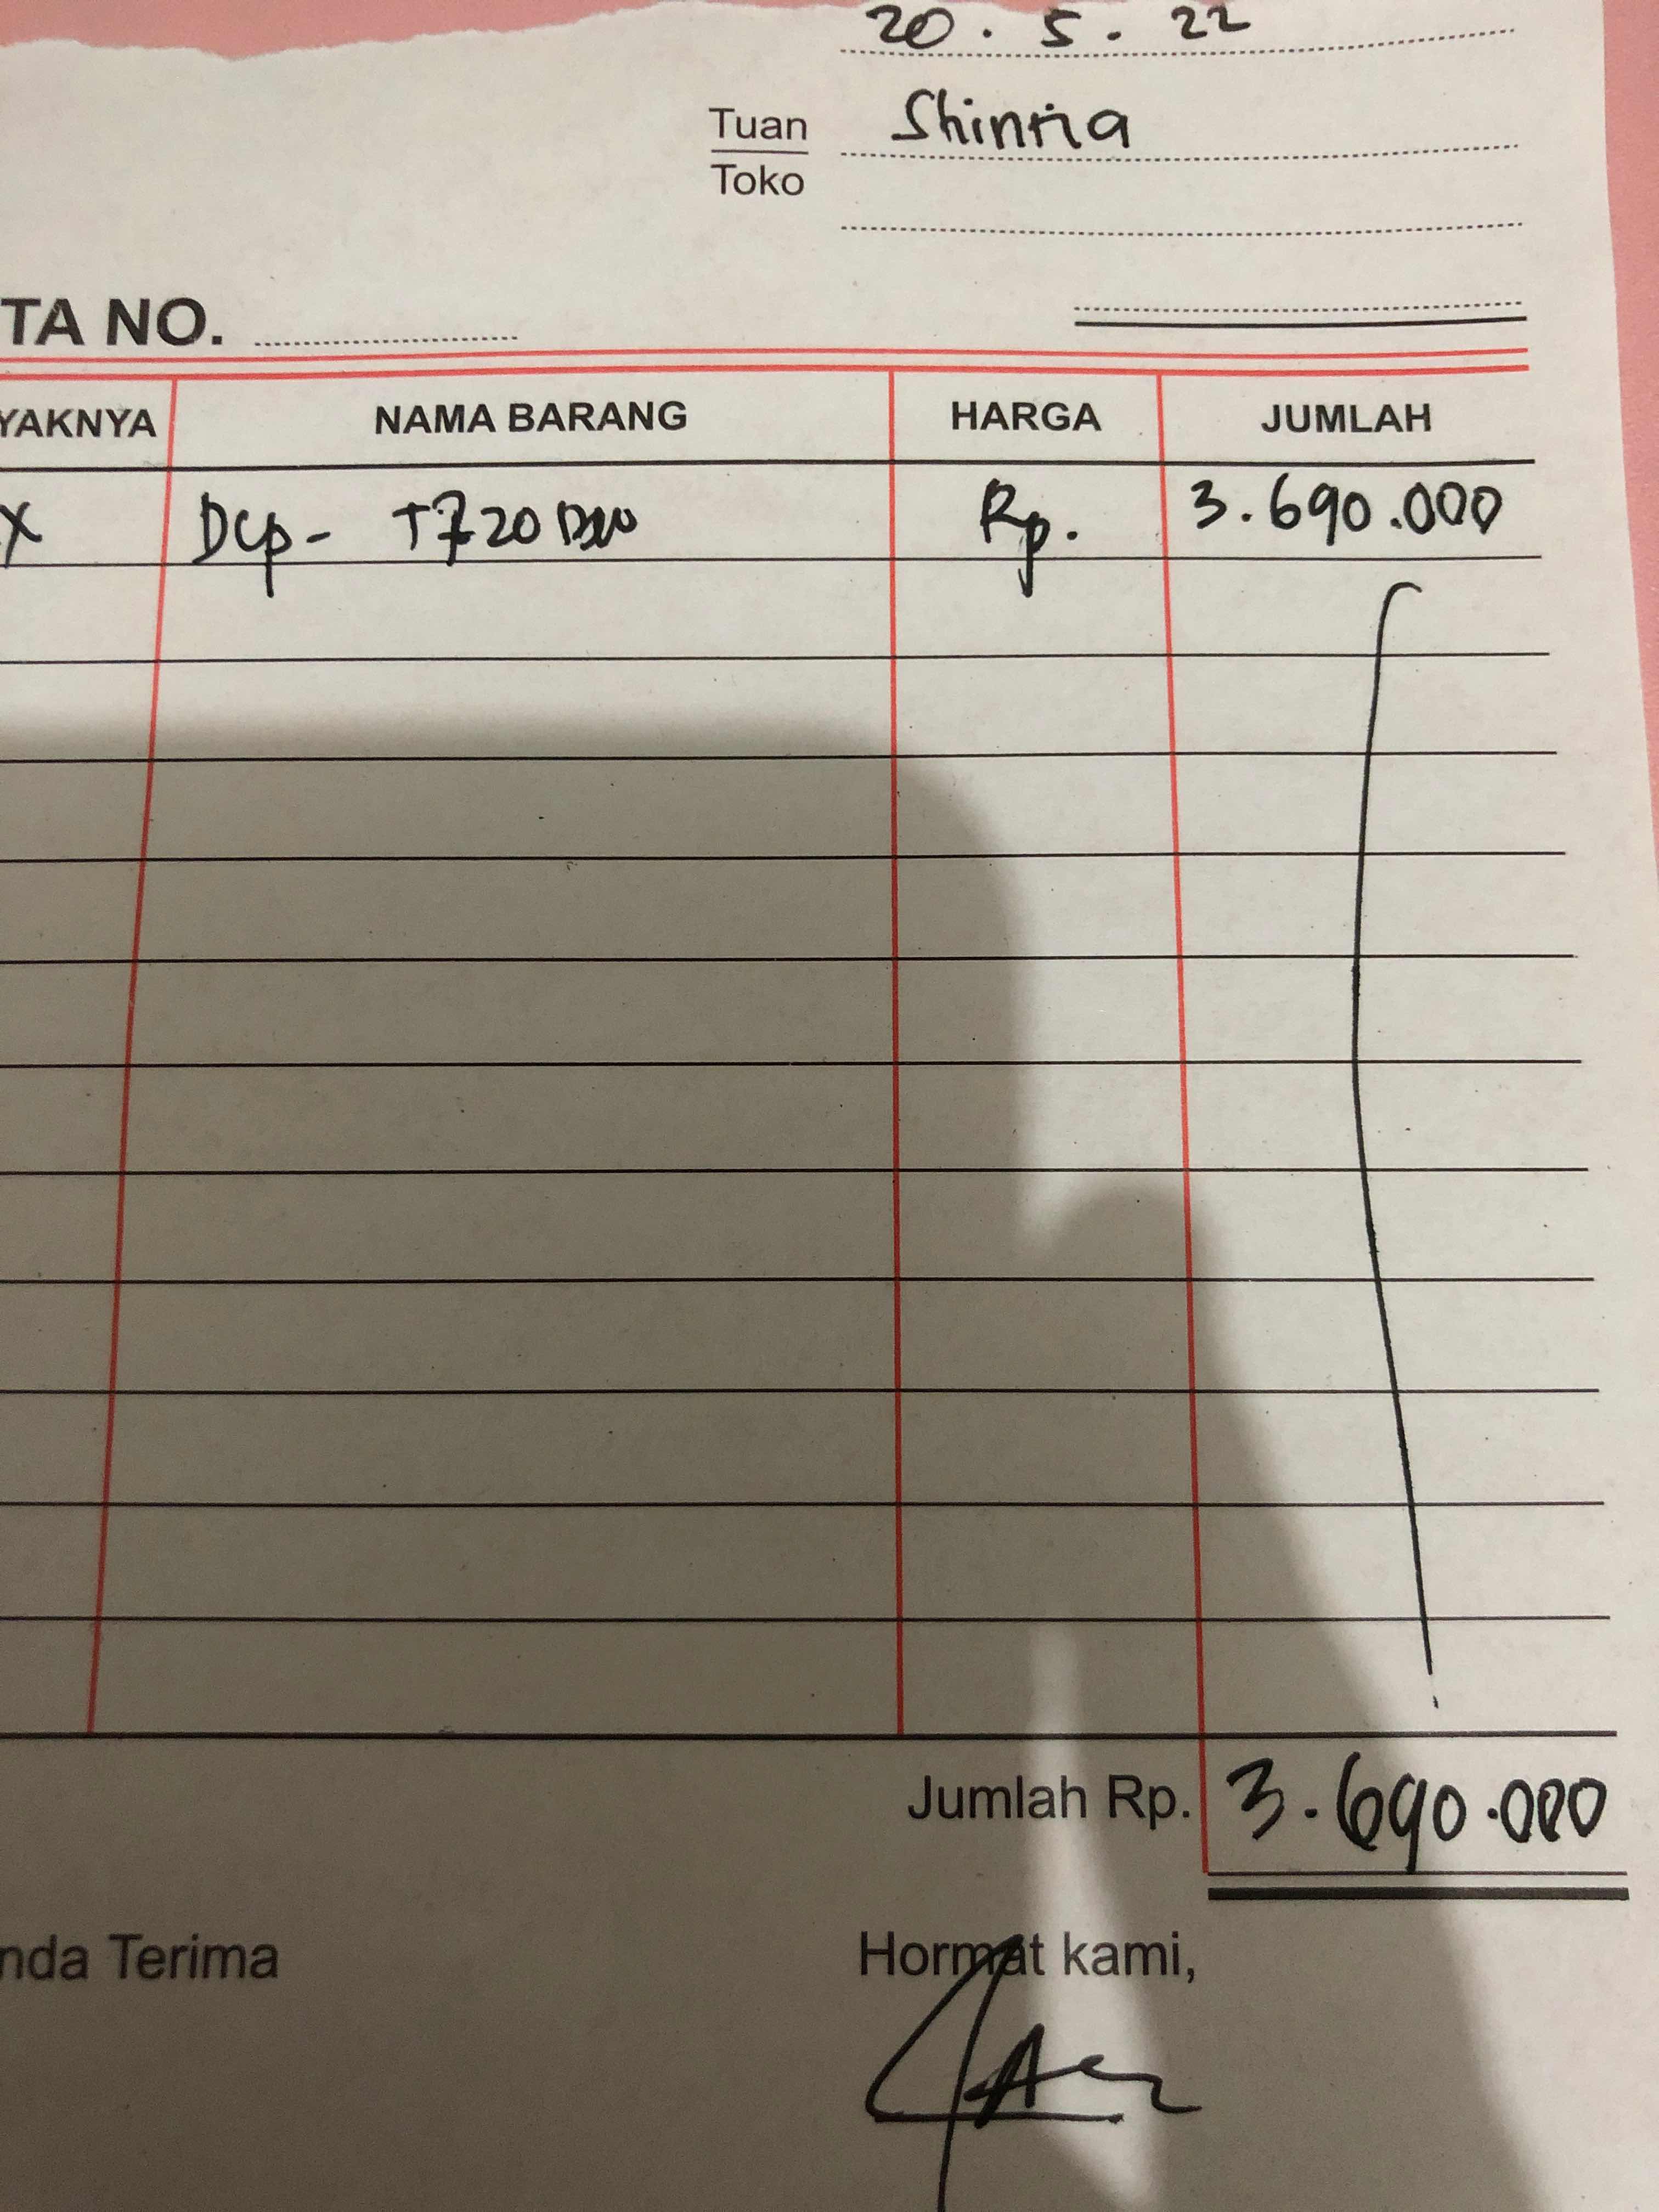 20 . 5 . 22
Tuan Shintia
Toko
TA NO.
YAKNYA NAMA BARANG HARGA JUMLAH
X Dcp- T720DW Rp. 3.690.000
Jumlah Rp. 3.690.000
nda Terima Hormat kami,